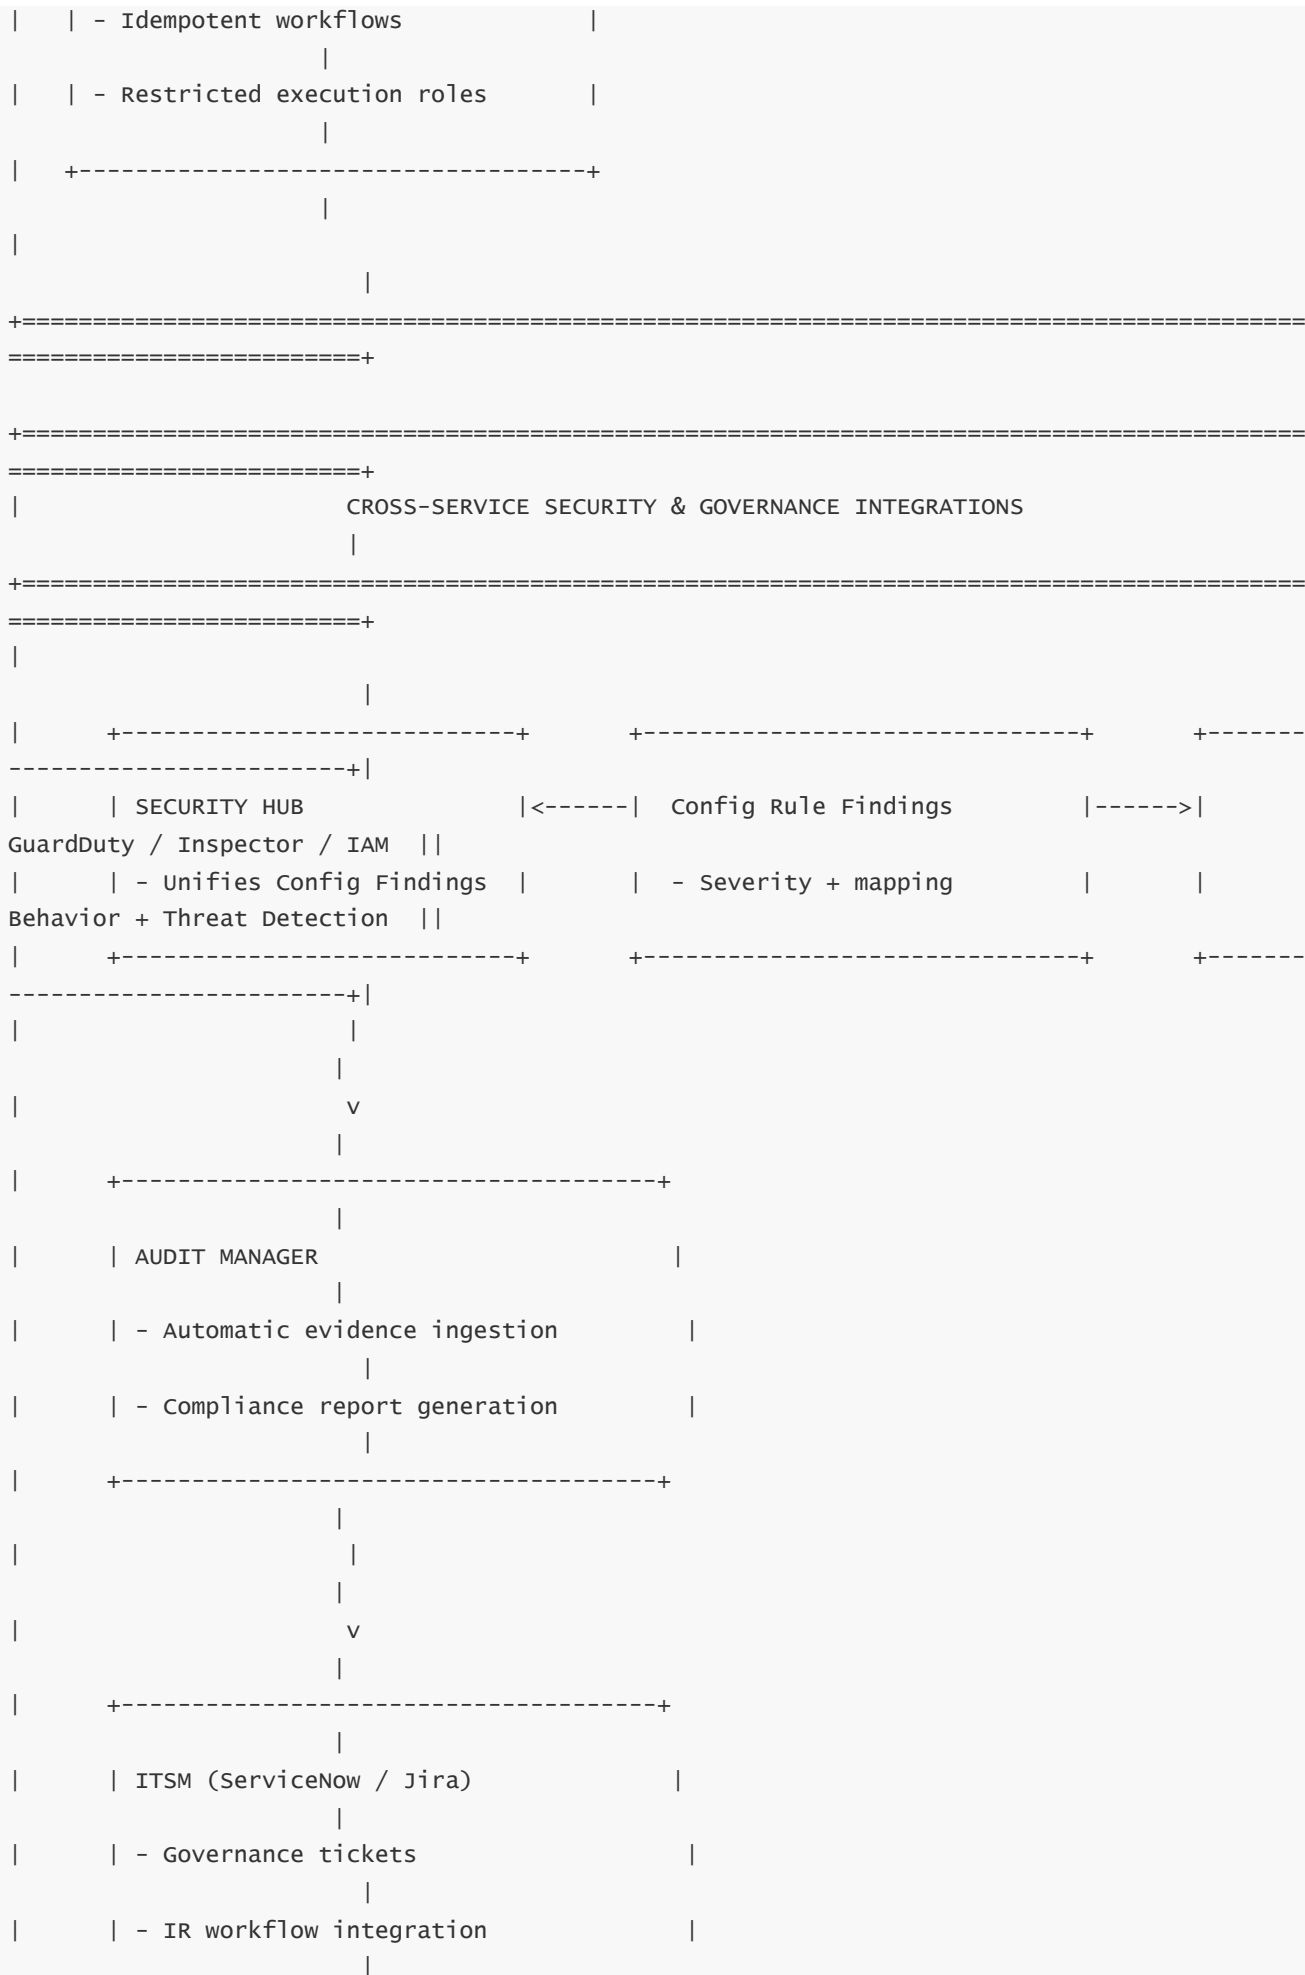 |   | - Idempotent workflows             |
                      |
|   | - Restricted execution roles       |
                      |
|   +------------------------------------+
                      |
|
                         |
+===========================================================================================
=========================+

+===========================================================================================
=========================+
|                       CROSS-SERVICE SECURITY & GOVERNANCE INTEGRATIONS
                        |
+===========================================================================================
=========================+
|
                         |
|      +----------------------------+       +-------------------------------+       +-------
------------------------+|
|      | SECURITY HUB               |<------|  Config Rule Findings         |------>|
GuardDuty / Inspector / IAM  ||
|      | - Unifies Config Findings  |       |  - Severity + mapping         |       |
Behavior + Threat Detection  ||
|      +----------------------------+       +-------------------------------+       +-------
------------------------+|
|                       |
                       |
|                       v
                       |
|      +--------------------------------------+
                       |
|      | AUDIT MANAGER                         |
                       |
|      | - Automatic evidence ingestion         |
                         |
|      | - Compliance report generation         |
                         |
|      +--------------------------------------+
                       |
|                       |
                       |
|                       v
                       |
|      +--------------------------------------+
                       |
|      | ITSM (ServiceNow / Jira)              |
                       |
|      | - Governance tickets                   |
                         |
|      | - IR workflow integration              |
                         |